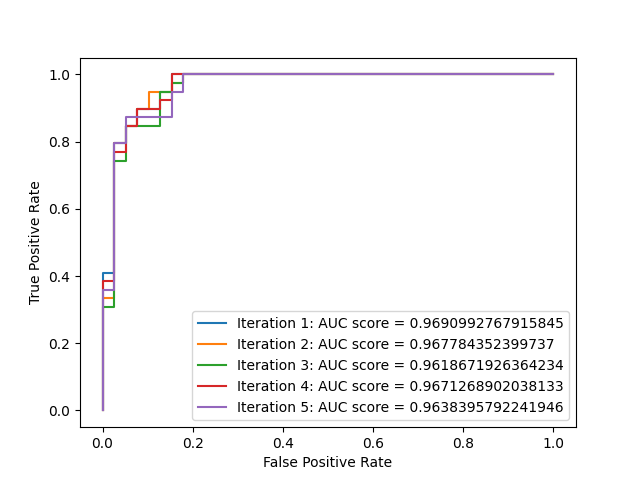 1.0
0.8
0.6
0.4
0.2
0.0
True Positive Rate
Iteration 1: AUC score = 0.9690992767915845
Iteration 2: AUC score = 0.967784352399737
Iteration 3: AUC score = 0.9618671926364234
Iteration 4: AUC score = 0.9671268902038133
Iteration 5: AUC score = 0.9638395792241946
0.0 0.2 0.4 0.6 0.8 1.0
False Positive Rate